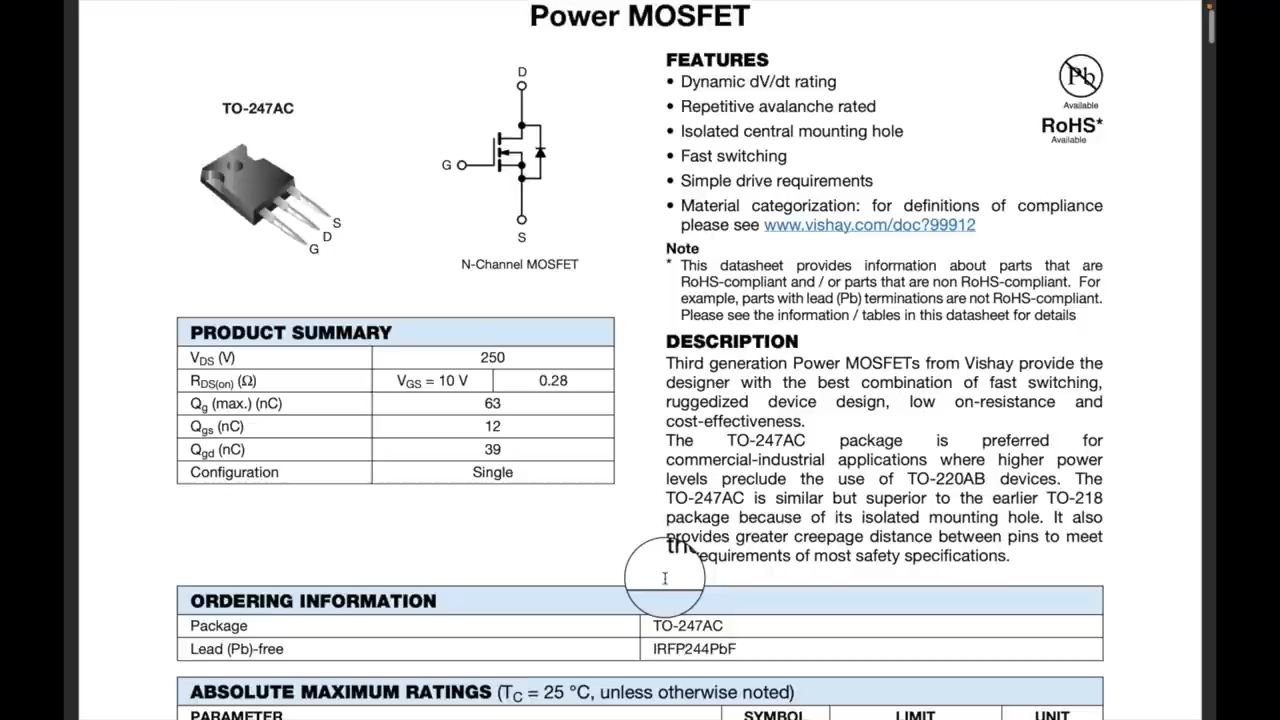 Power MOSFET
TO-247AC
S
D
G
D
G
S
N-Channel MOSFET
FEATURES
• Dynamic dV/dt rating
• Repetitive avalanche rated
• Isolated central mounting hole
• Fast switching
• Simple drive requirements
• Material categorization: for definitions of compliance
please see www.vishay.com/doc?99912
Pb
Available
RoHS*
Available
Note
* This datasheet provides information about parts that are
RoHS-compliant and / or parts that are non RoHS-compliant. For
example, parts with lead (Pb) terminations are not RoHS-compliant.
Please see the information / tables in this datasheet for details
PRODUCT SUMMARY
VDS (V) 250
RDS(on) (Ω) VGS = 10 V 0.28
Qg (max.) (nC) 63
Qgs (nC) 12
Qgd (nC) 39
Configuration Single
DESCRIPTION
Third generation Power MOSFETs from Vishay provide the
designer with the best combination of fast switching,
ruggedized device design, low on-resistance and
cost-effectiveness.
The TO-247AC package is preferred for
commercial-industrial applications where higher power
levels preclude the use of TO-220AB devices. The
TO-247AC is similar but superior to the earlier TO-218
package because of its isolated mounting hole. It also
provides greater creepage distance between pins to meet
the requirements of most safety specifications.
ORDERING INFORMATION
Package TO-247AC
Lead (Pb)-free IRFP244PbF
ABSOLUTE MAXIMUM RATINGS (TC = 25 °C, unless otherwise noted)
PARAMETER SYMBOL LIMIT UNIT